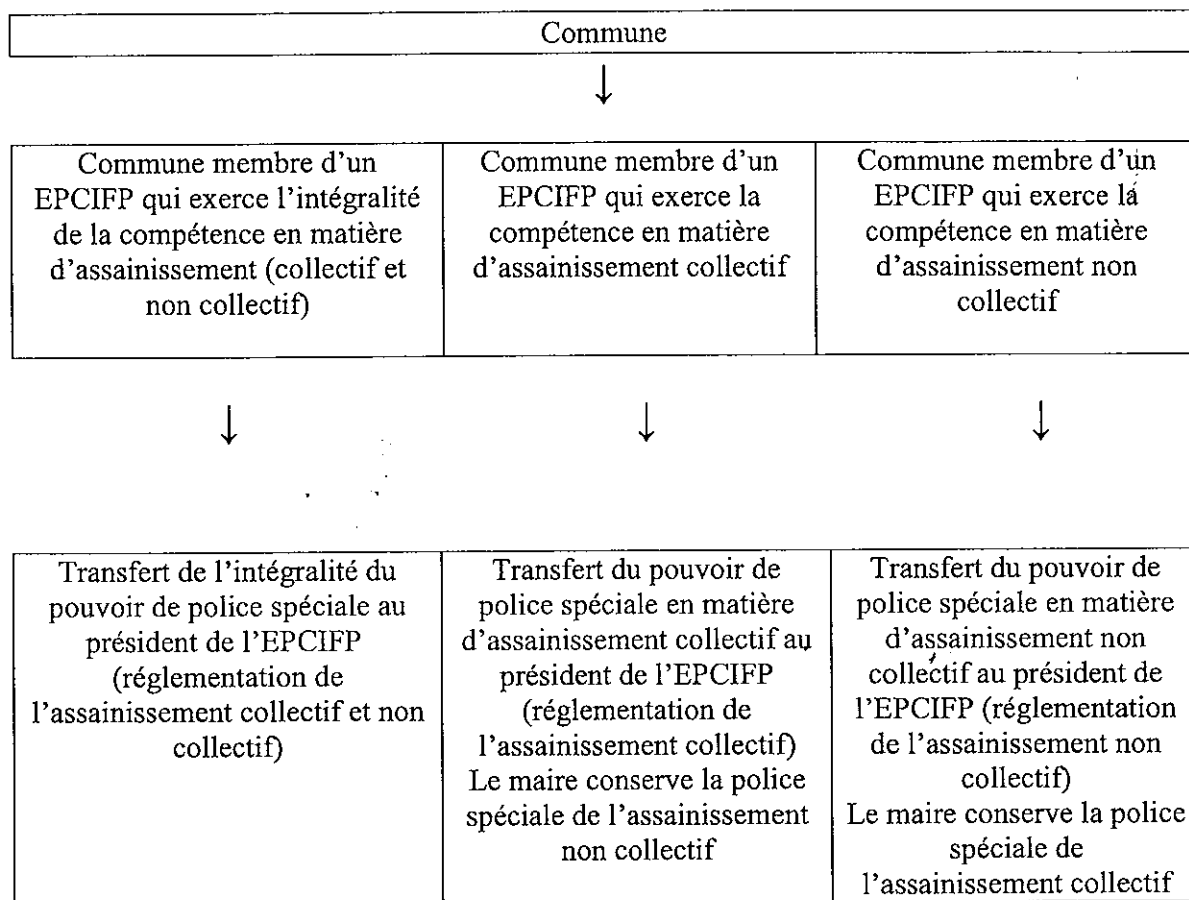 Commune
↓
Commune membre d'un
EPCIFP qui exerce l'intégralité
de la compétence en matière
d'assainissement (collectif et
non collectif)
Commune membre d'un
EPCIFP qui exerce la
compétence en matière
d'assainissement collectif
Commune membre d'un
EPCIFP qui exerce la
compétence en matière
d'assainissement non
collectif
↓ ↓ ↓
Transfert de l'intégralité du
pouvoir de police spéciale au
président de l'EPCIFP
(réglementation de
l'assainissement collectif et non
collectif)
Transfert du pouvoir de
police spéciale en matière
d'assainissement collectif au
président de l'EPCIFP
(réglementation de
l'assainissement collectif)
Le maire conserve la police
spéciale de l'assainissement
non collectif
Transfert du pouvoir de
police spéciale en matière
d'assainissement non
collectif au président de
l'EPCIFP (réglementation
de l'assainissement non
collectif)
Le maire conserve la police
spéciale de
l'assainissement collectif